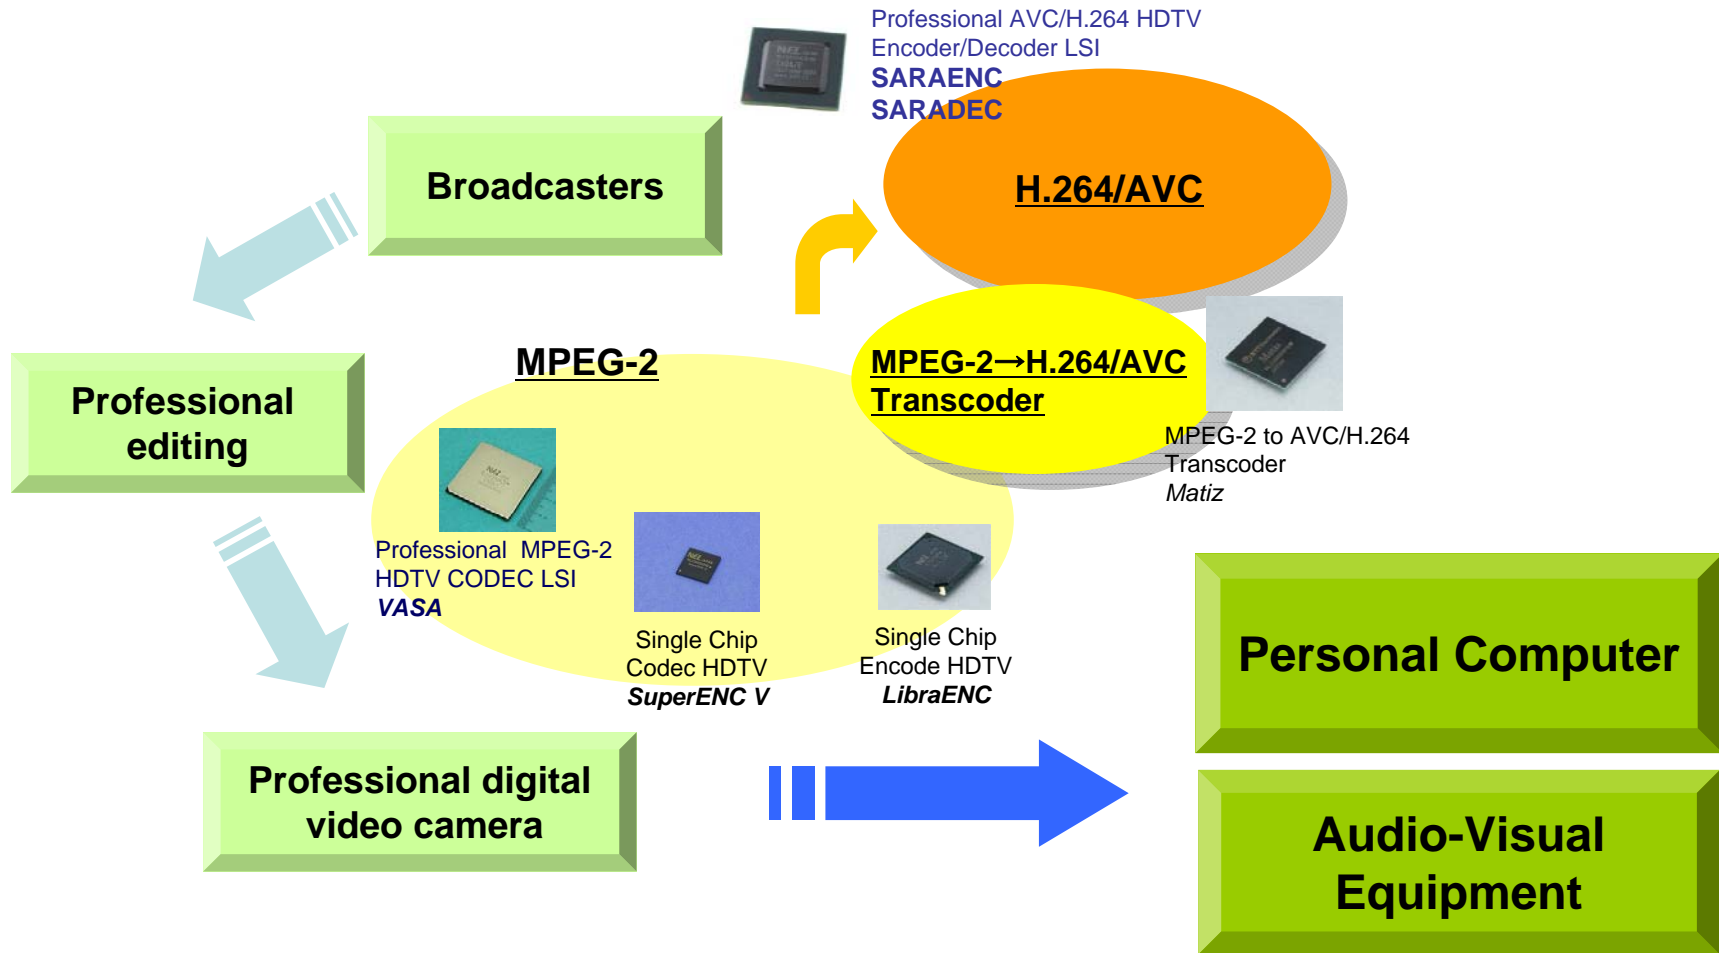 Professional AVC/H.264 HDTV
Encoder/Decoder LSI
SARAENC
SARADEC
Broadcasters
H.264/AVC
MPEG-2
MPEG-2→H.264/AVC
Transcoder
Professional
editing
MPEG-2 to AVC/H.264
Transcoder
Matiz
Professional MPEG-2
HDTV CODEC LSI
VASA
Single Chip
Codec HDTV
SuperENC V
Single Chip
Encode HDTV
LibraENC
Personal Computer
Professional digital
video camera
Audio-Visual
Equipment